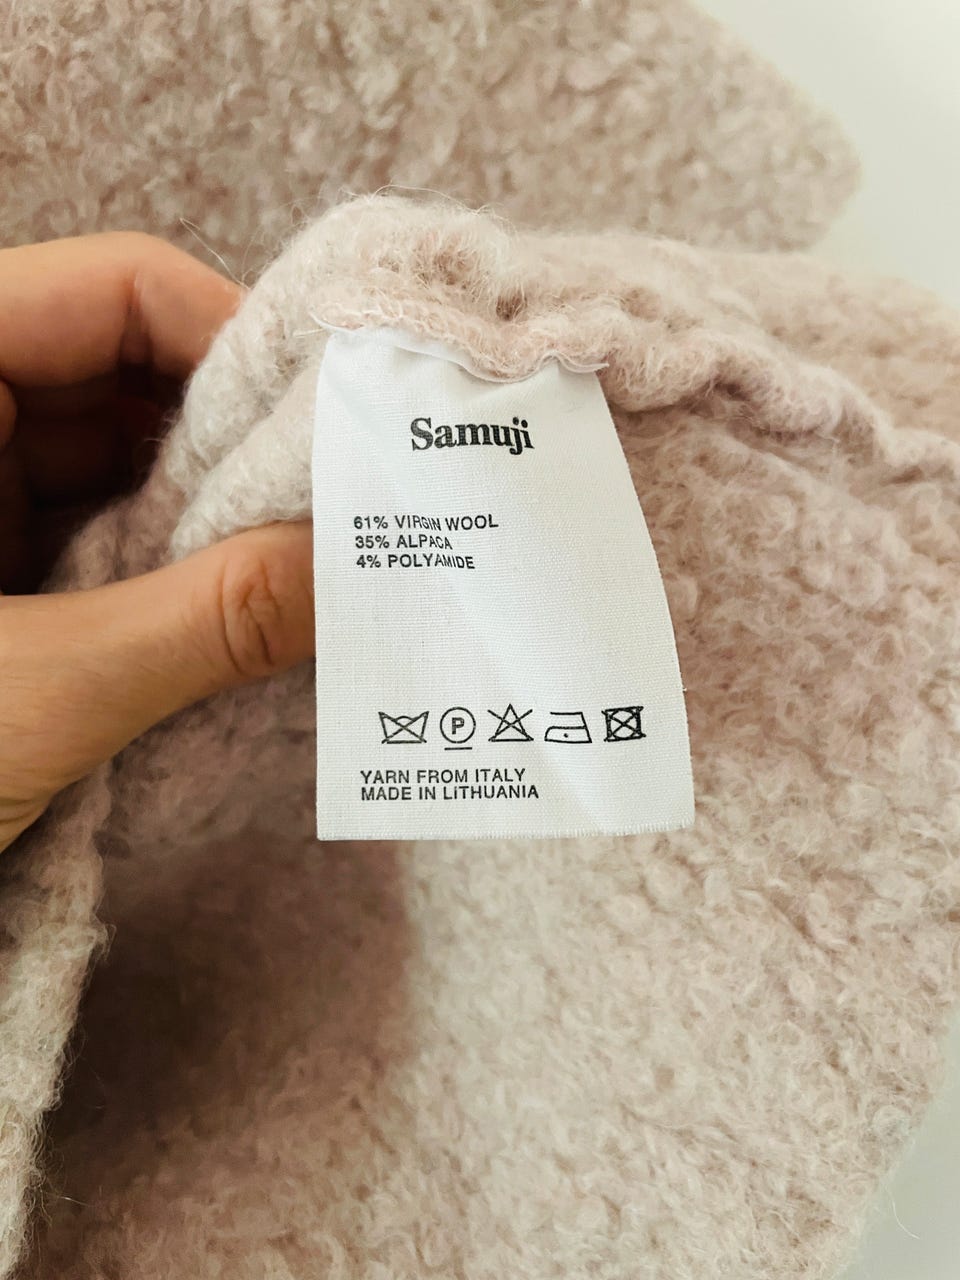 Samuji
61% VIRGIN WOOL
35% ALPACA
4% POLYAMIDE
P
YARN FROM ITALY
MADE IN LITHUANIA